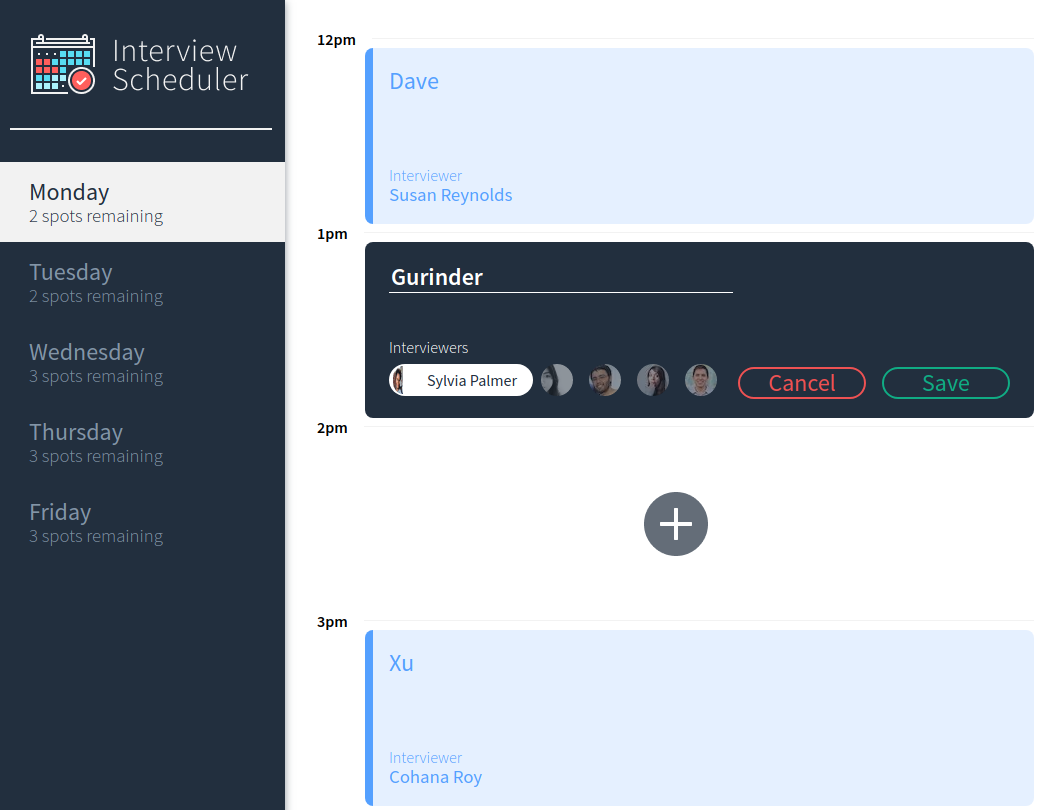 Interview
Scheduler
Monday
2 spots remaining
Tuesday
2 spots remaining
Wednesday
3 spots remaining
Thursday
3 spots remaining
Friday
3 spots remaining
12pm
Dave
Interviewer
Susan Reynolds
1pm
Gurinder
Interviewers
Sylvia Palmer
Cancel
Save
2pm
3pm
Xu
Interviewer
Cohana Roy